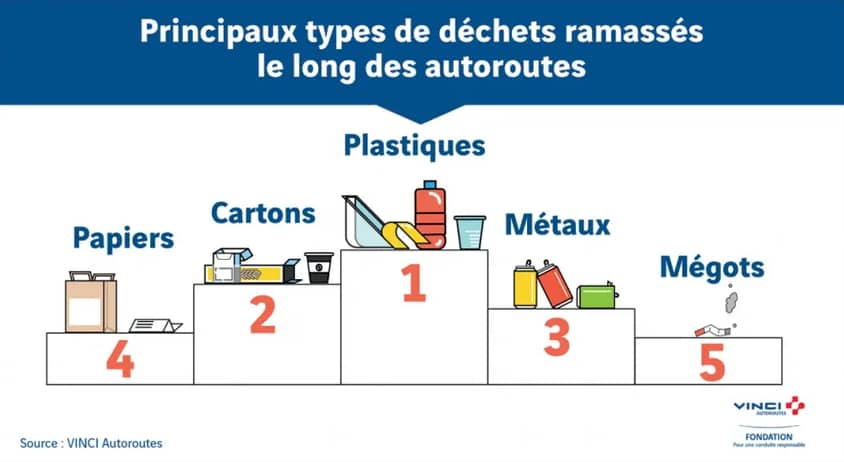 Principaux types de déchets ramassés
le long des autoroutes
Plastiques
Cartons
Métaux
Papiers
Mégots
1
2
3
4
5
VINCI
AUTOROUTES
FONDATION
Pour une conduite responsable
Source : VINCI Autoroutes